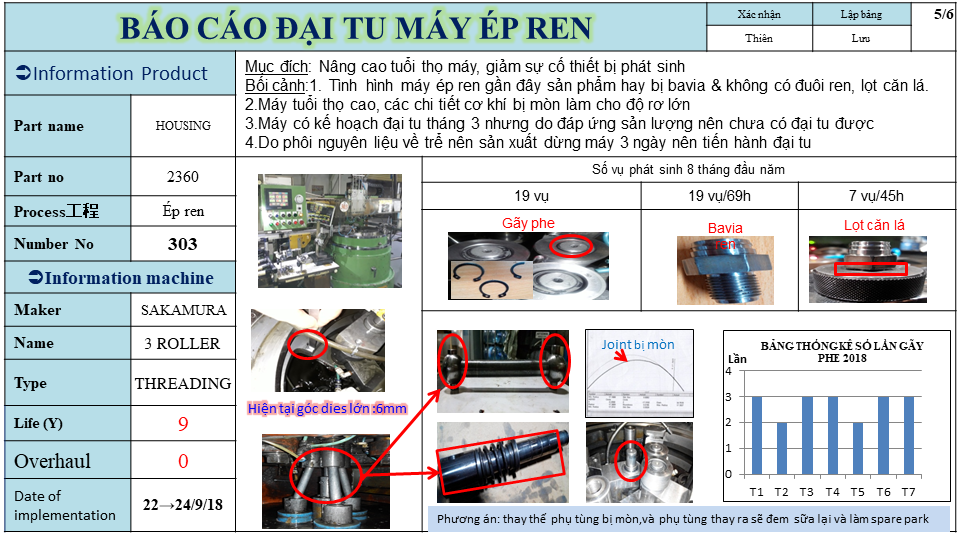 BÁO CÁO ĐẠI TU MÁY ÉP REN
Xác nhận
Lập bảng
5/6
Thiên
Lưu
Information Product
Mục đích: Nâng cao tuổi thọ máy, giảm sự cố thiết bị phát sinh
Bối cảnh:1. Tình hình máy ép ren gần đây sản phẩm hay bị bavia & không có đuôi ren, lọt căn lá.
2.Máy tuổi thọ cao, các chi tiết cơ khí bị mòn làm cho độ rơ lớn
3.Máy có kế hoạch đại tu tháng 3 nhưng do đáp ứng sản lượng nên chưa có đại tu được
4.Do phôi nguyên liệu về trể nên sản xuất dừng máy 3 ngày nên tiến hành đại tu
Part name
HOUSING
Part no
2360
Process工程
Ép ren
Number No
303
Information machine
Maker
SAKAMURA
Name
3 ROLLER
Type
THREADING
Life (Y)
9
Overhaul
0
Date of
implementation
22→24/9/18
Số vụ phát sinh 8 tháng đầu năm
19 vụ
19 vụ/69h
7 vụ/45h
Gãy phe
Bavia
ren
Lọt căn lá
Hiện tại góc dies lớn :6mm
Joint bị mòn
BẢNG THỐNG KÊ SỐ LẦN GÃY
PHE 2018
Lần
4
3
2
1
0
T1 T2 T3 T4 T5 T6 T7
Phương án: thay thế phụ tùng bị mòn,và phụ tùng thay ra sẽ đem sữa lại và làm spare park